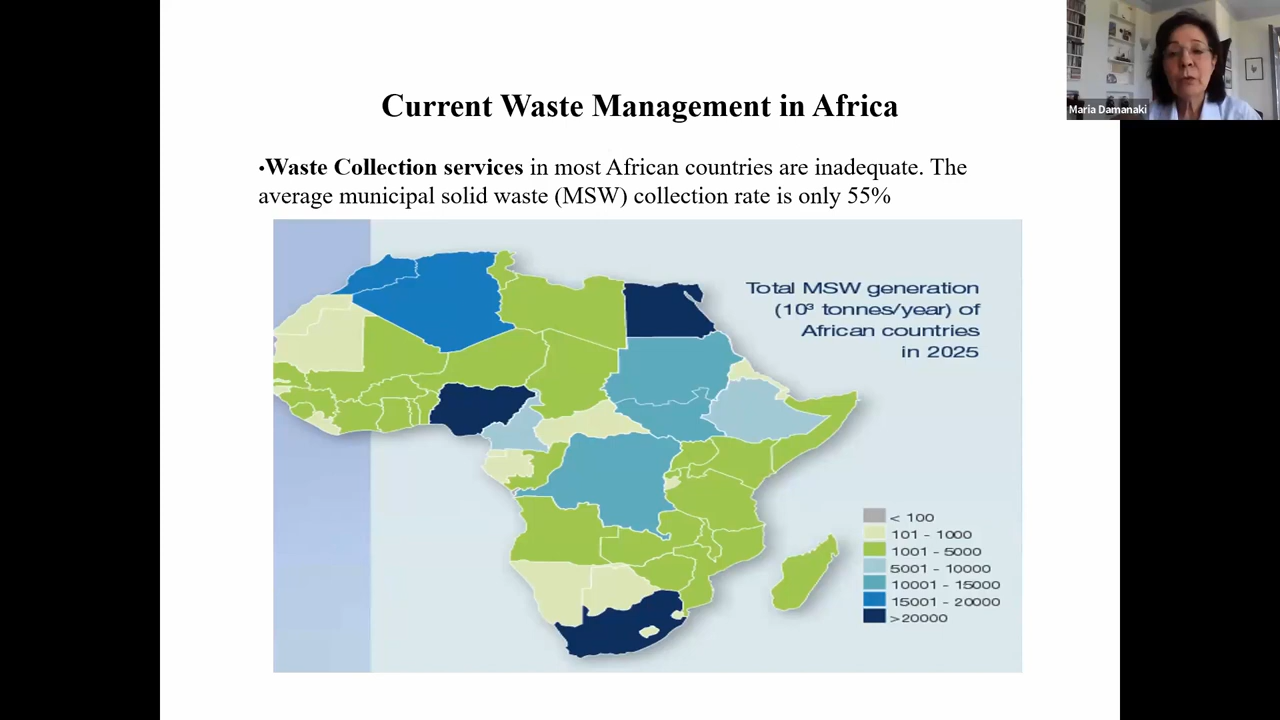 Maria Damanaki
Current Waste Management in Africa
•Waste Collection services in most African countries are inadequate. The
average municipal solid waste (MSW) collection rate is only 55%
Total MSW generation
(10³ tonnes/year) of
African countries
in 2025
< 100
101 - 1000
1001 - 5000
5001 - 10000
10001 - 15000
15001 - 20000
>20000